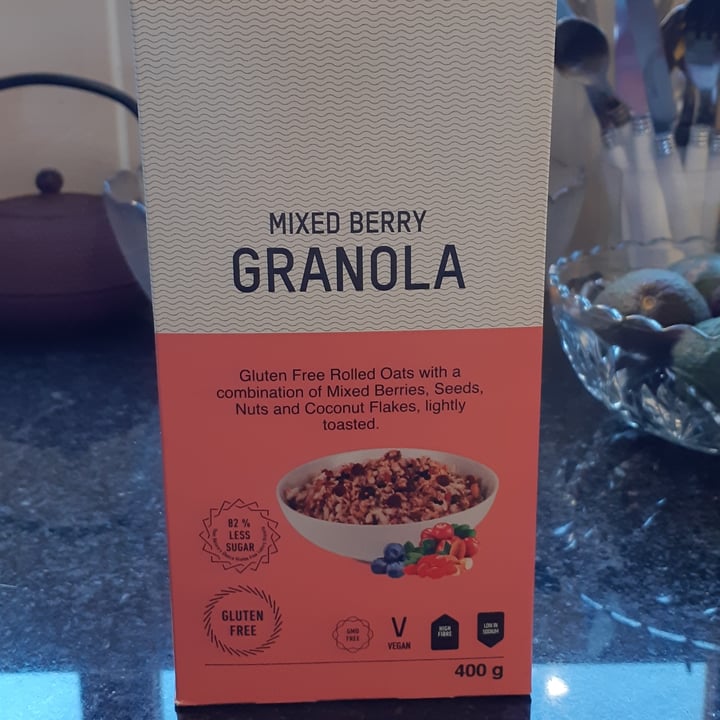 MIXED BERRY
GRANOLA
Gluten Free Rolled Oats with a
combination of Mixed Berries, Seeds,
Nuts and Coconut Flakes, lightly
toasted.
82 %
LESS
SUGAR
GLUTEN
FREE
GMO
FREE
V
VEGAN
HIGH
FIBRE
LOW IN
SODIUM
400 g